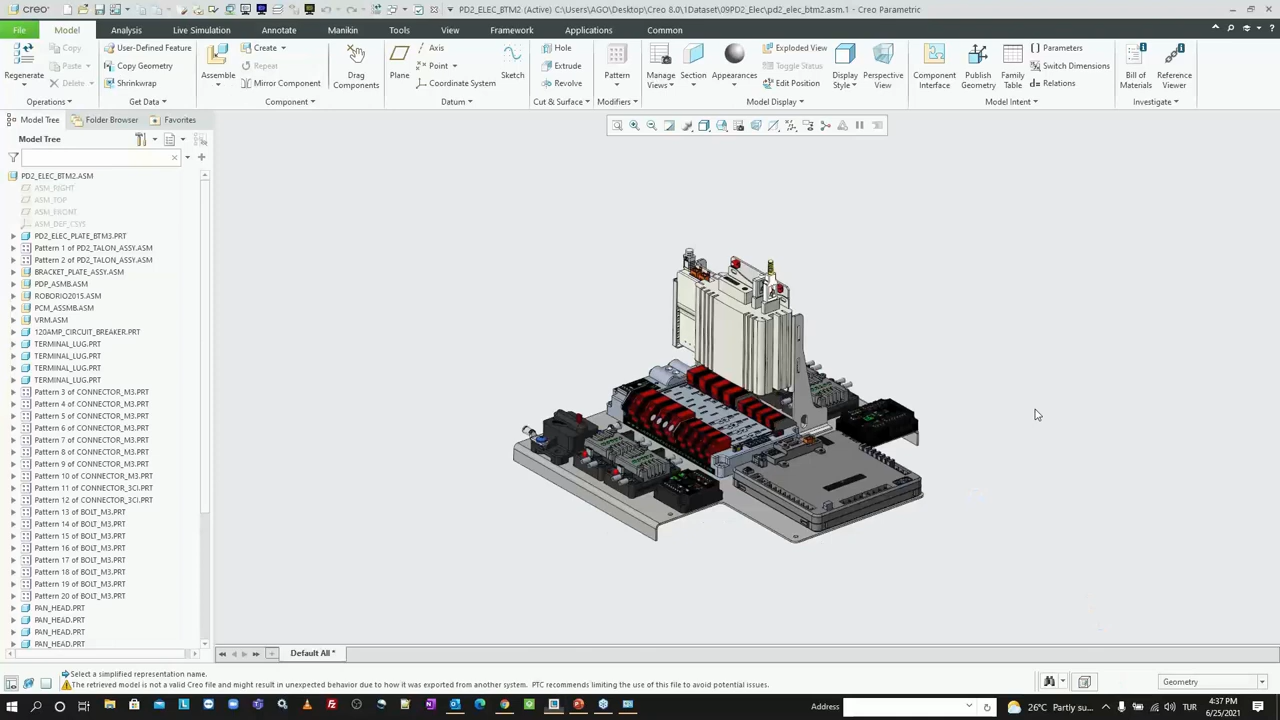 creo
PD2_ELEC_BTM2 (Active) C:\Users\AGO\Desktop\Creo 8.0\1Dataset\09PD2_Elec\pd2_elec_btm2.asm.1 - Creo Parametric
File Model Analysis Live Simulation Annotate Manikin Tools View Framework Applications Common
Regenerate
Copy
Paste
Delete
User-Defined Feature
Copy Geometry
Shrinkwrap
Assemble
Create
Repeat
Mirror Component
Drag Components
Plane
Axis
Point
Coordinate System
Sketch
Hole
Extrude
Revolve
Pattern
Manage Views
Section
Appearances
Exploded View
Toggle Status
Edit Position
Display Style
Perspective View
Component Interface
Publish Geometry
Family Table
Parameters
Switch Dimensions
Relations
Bill of Materials
Reference Viewer
Operations Get Data Component Datum Cut & Surface Modifiers Model Display Model Intent Investigate
Model Tree Folder Browser Favorites
Model Tree
PD2_ELEC_BTM2.ASM
ASM_RIGHT
ASM_TOP
ASM_FRONT
ASM_DEF_CSYS
PD2_ELEC_PLATE_BTM3.PRT
Pattern 1 of PD2_TALON_ASSY.ASM
Pattern 2 of PD2_TALON_ASSY.ASM
BRACKET_PLATE_ASSY.ASM
PDP_ASMB.ASM
ROBORIO2015.ASM
PCM_ASSMB.ASM
VRM.ASM
120AMP_CIRCUIT_BREAKER.PRT
TERMINAL_LUG.PRT
TERMINAL_LUG.PRT
TERMINAL_LUG.PRT
TERMINAL_LUG.PRT
Pattern 3 of CONNECTOR_M3.PRT
Pattern 4 of CONNECTOR_M3.PRT
Pattern 5 of CONNECTOR_M3.PRT
Pattern 6 of CONNECTOR_M3.PRT
Pattern 7 of CONNECTOR_M3.PRT
Pattern 8 of CONNECTOR_M3.PRT
Pattern 9 of CONNECTOR_M3.PRT
Pattern 10 of CONNECTOR_M3.PRT
Pattern 11 of CONNECTOR_3CI.PRT
Pattern 12 of CONNECTOR_3CI.PRT
Pattern 13 of BOLT_M3.PRT
Pattern 14 of BOLT_M3.PRT
Pattern 15 of BOLT_M3.PRT
Pattern 16 of BOLT_M3.PRT
Pattern 17 of BOLT_M3.PRT
Pattern 18 of BOLT_M3.PRT
Pattern 19 of BOLT_M3.PRT
Pattern 20 of BOLT_M3.PRT
PAN_HEAD.PRT
PAN_HEAD.PRT
PAN_HEAD.PRT
PAN_HEAD.PRT
Default All *
Select a simplified representation name.
The retrieved model is not a valid Creo file and might result in unexpected behavior due to how it was exported from another system. PTC recommends limiting the use of this file to avoid potential issues.
Geometry
Address
26°C Partly su...
TUR
4:37 PM
6/25/2021